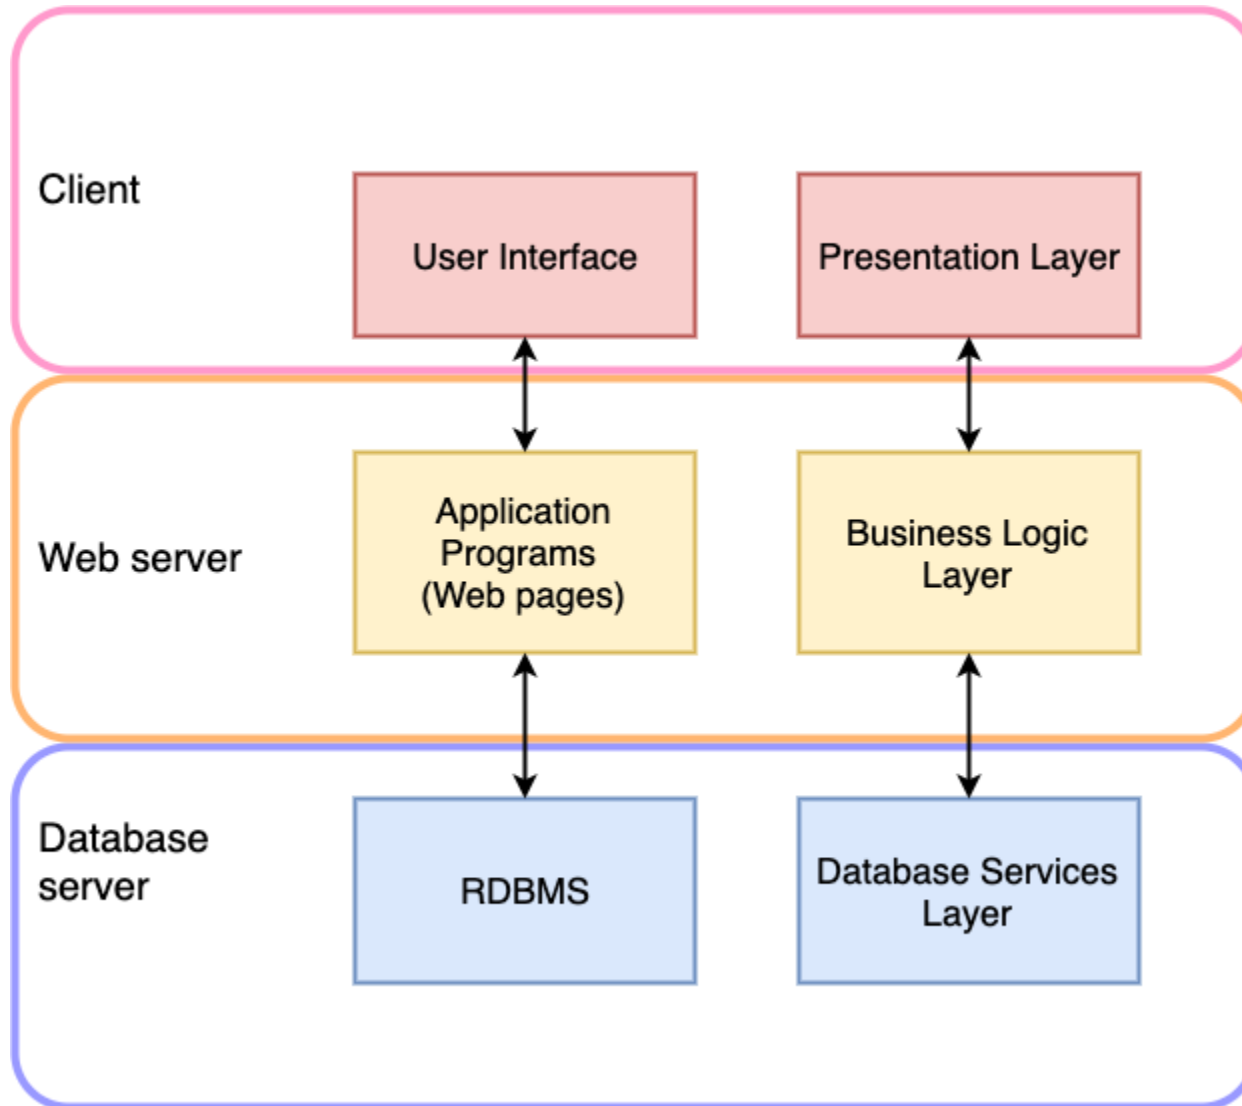 Client
User Interface
Presentation Layer
Web server
Application
Programs
(Web pages)
Business Logic
Layer
Database
server
RDBMS
Database Services
Layer